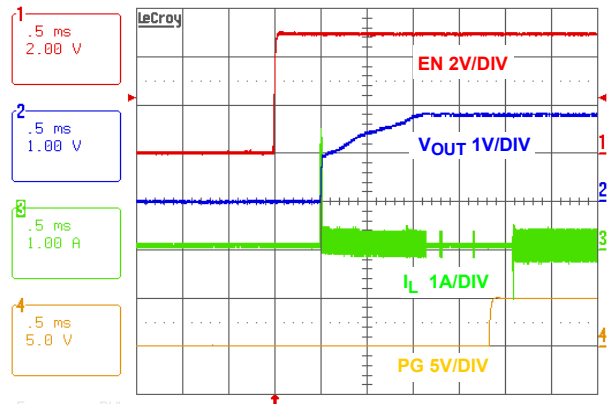 1
.5 ms
2.00 V
2
.5 ms
1.00 V
3
.5 ms
1.00 A
4
.5 ms
5.0 V
LeCroy
EN 2V/DIV
VOUT 1V/DIV
IL 1A/DIV
PG 5V/DIV
1
2
3
4